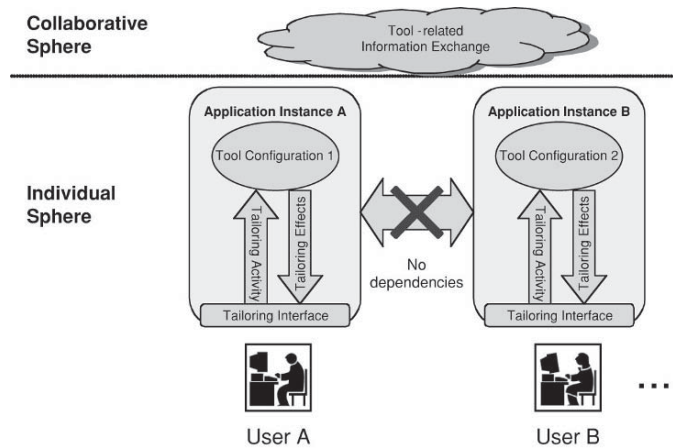 Collaborative
Sphere
Tool -related
Information Exchange
Application Instance A
Application Instance B
Tool Configuration 1
Tool Configuration 2
Individual
Sphere
Tailoring Activity
Tailoring Effects
Tailoring Activity
Tailoring Effects
No
dependencies
Tailoring Interface
Tailoring Interface
User A
User B
...